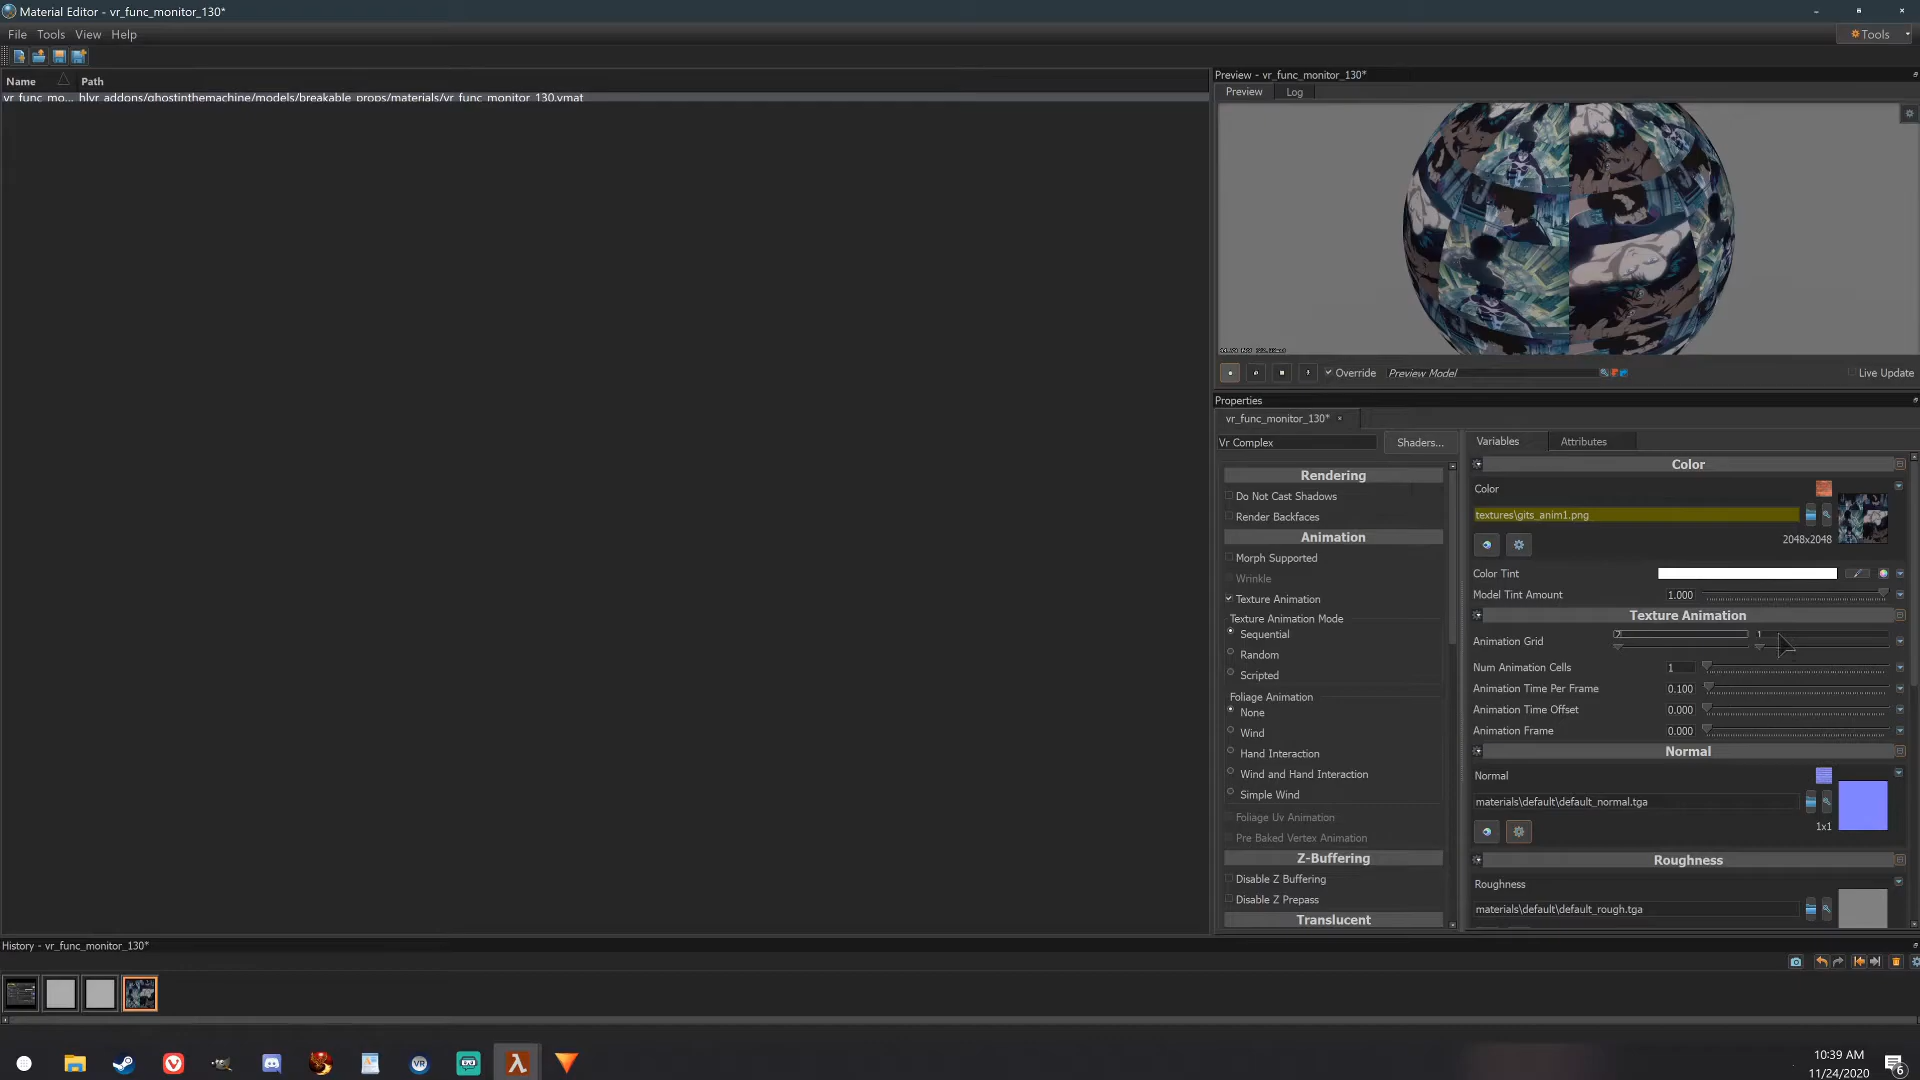 Material Editor - vr_func_monitor_130*
File Tools View Help
Tools
Name Path
vr_func_mo... hlvr_addons/ghostinthemachine/models/breakable_props/materials/vr_func_monitor_130.vmat
Preview - vr_func_monitor_130*
Preview Log
Override Preview Model Live Update
Properties
vr_func_monitor_130*
Vr Complex Shaders...
Rendering
Do Not Cast Shadows
Render Backfaces
Animation
Morph Supported
Wrinkle
Texture Animation
Texture Animation Mode
Sequential
Random
Scripted
Foliage Animation
None
Wind
Hand Interaction
Wind and Hand Interaction
Simple Wind
Foliage Uv Animation
Pre Baked Vertex Animation
Z-Buffering
Disable Z Buffering
Disable Z Prepass
Translucent
Variables Attributes
Color
Color
textures\gits_anim1.png
2048x2048
Color Tint
Model Tint Amount 1.000
Texture Animation
Animation Grid 2 1
Num Animation Cells 1
Animation Time Per Frame 0.100
Animation Time Offset 0.000
Animation Frame 0.000
Normal
Normal
materials\default\default_normal.tga
1x1
Roughness
Roughness
materials\default\default_rough.tga
History - vr_func_monitor_130*
VR
10:39 AM
11/24/2020
6